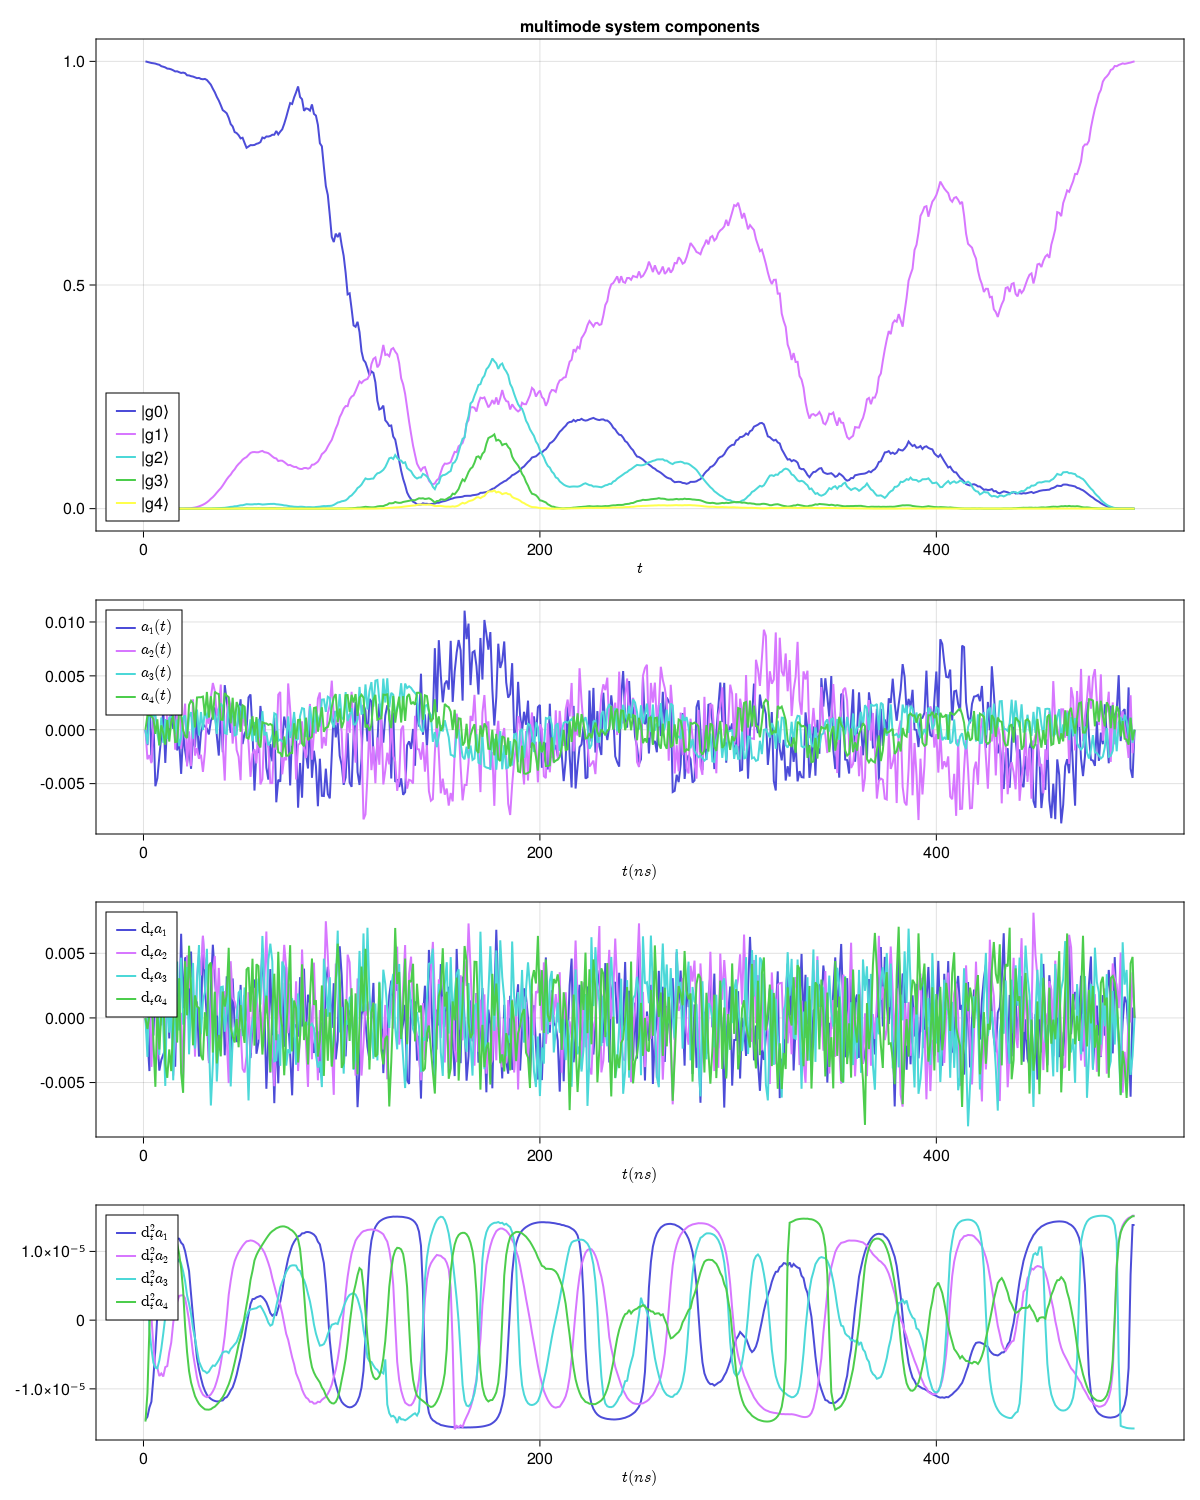 multimode system components
1.0
0.5
0.0
|g0⟩
|g1⟩
|g2⟩
|g3⟩
|g4⟩
0 200 400
t
0.010
0.005
0.000
-0.005
a₁(t)
a₂(t)
a₃(t)
a₄(t)
0 200 400
t(ns)
0.005
0.000
-0.005
dₜa₁
dₜa₂
dₜa₃
dₜa₄
0 200 400
t(ns)
1.0×10⁻⁵
0
-1.0×10⁻⁵
d²ₜa₁
d²ₜa₂
d²ₜa₃
d²ₜa₄
0 200 400
t(ns)